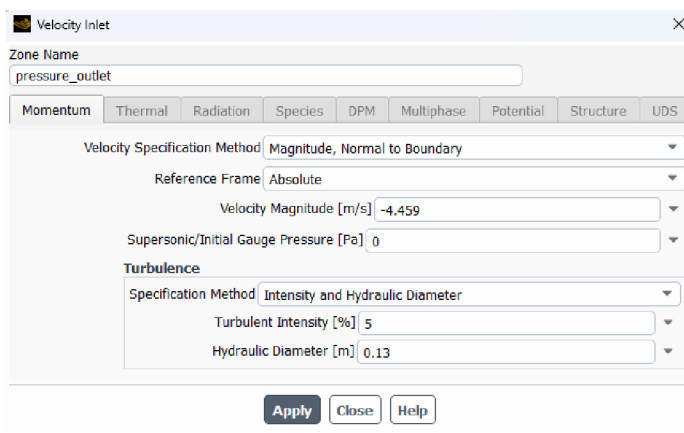 Velocity Inlet
Zone Name
pressure_outlet
Momentum Thermal Radiation Species DPM Multiphase Potential Structure UDS
Velocity Specification Method Magnitude, Normal to Boundary
Reference Frame Absolute
Velocity Magnitude [m/s] -4.459
Supersonic/Initial Gauge Pressure [Pa] 0
Turbulence
Specification Method Intensity and Hydraulic Diameter
Turbulent Intensity [%] 5
Hydraulic Diameter [m] 0.13
Apply Close Help